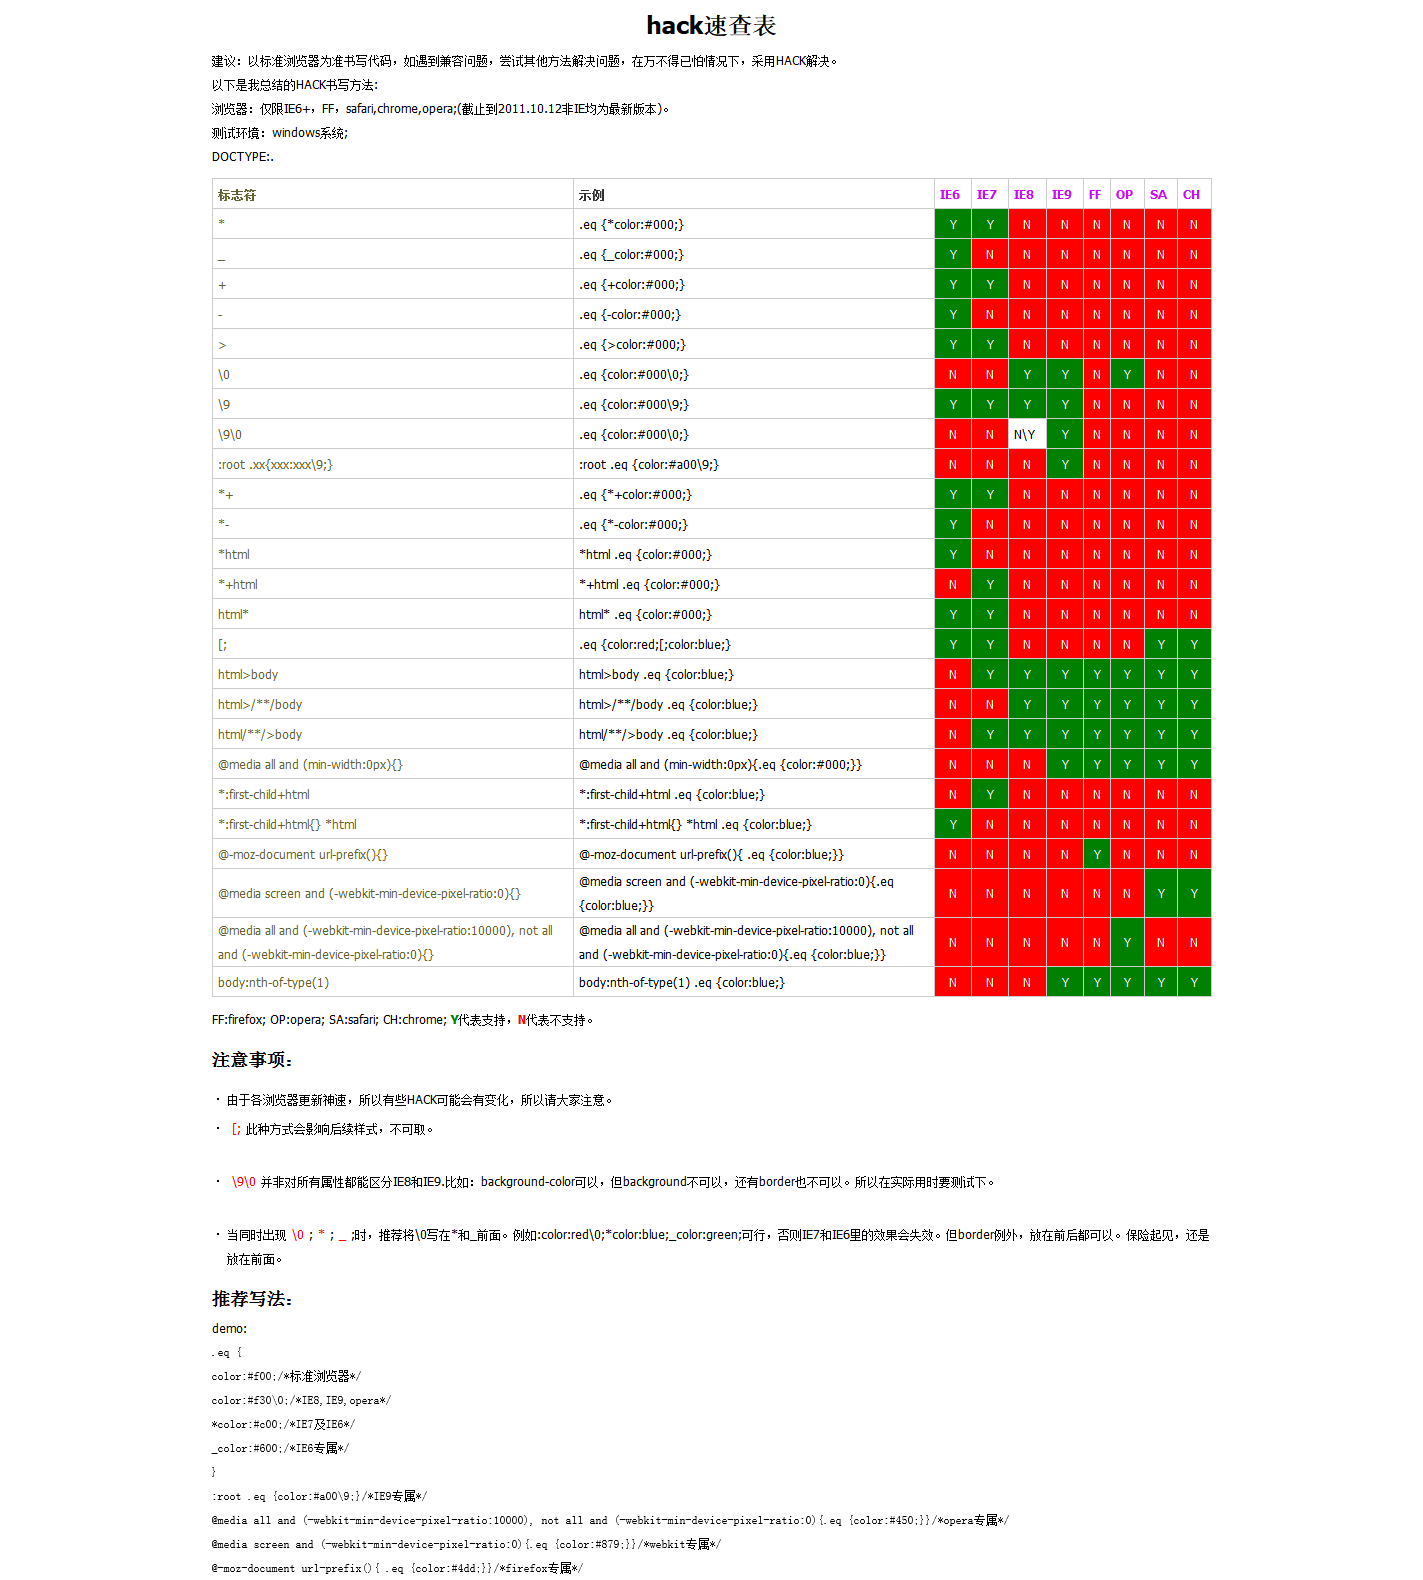 hack速查表
建议：以标准浏览器为准书写代码，如遇到兼容问题，尝试其他方法解决问题，在万不得已怕情况下，采用HACK解决。
以下是我总结的HACK书写方法:
浏览器：仅限IE6+，FF，safari,chrome,opera;(截止到2011.10.12非IE均为最新版本)。
测试环境：windows系统;
DOCTYPE:.
标志符 示例 IE6 IE7 IE8 IE9 FF OP SA CH
* .eq {*color:#000;} Y Y N N N N N N
_ .eq {_color:#000;} Y N N N N N N N
+ .eq {+color:#000;} Y Y N N N N N N
- .eq {-color:#000;} Y N N N N N N N
> .eq {>color:#000;} Y Y N N N N N N
\0 .eq {color:#000\0;} N N Y Y N Y N N
\9 .eq {color:#000\9;} Y Y Y Y N N N N
\9\0 .eq {color:#000\0;} N N N\Y Y N N N N
:root .xx{xxx:xxx\9;} :root .eq {color:#a00\9;} N N N Y N N N N
*+ .eq {*+color:#000;} Y Y N N N N N N
*- .eq {*-color:#000;} Y N N N N N N N
*html *html .eq {color:#000;} Y N N N N N N N
*+html *+html .eq {color:#000;} N Y N N N N N N
html* html* .eq {color:#000;} Y Y N N N N N N
[; .eq {color:red;[;color:blue;} Y Y N N N N Y Y
html>body html>body .eq {color:blue;} N Y Y Y Y Y Y Y
html>/**/body html>/**/body .eq {color:blue;} N N Y Y Y Y Y Y
html/**/>body html/**/>body .eq {color:blue;} N Y Y Y Y Y Y Y
@media all and (min-width:0px){} @media all and (min-width:0px){.eq {color:#000;}} N N N Y Y Y Y Y
*:first-child+html *:first-child+html .eq {color:blue;} N Y N N N N N N
*:first-child+html{} *html *:first-child+html{} *html .eq {color:blue;} Y N N N N N N N
@-moz-document url-prefix(){} @-moz-document url-prefix(){ .eq {color:blue;}} N N N N Y N N N
@media screen and (-webkit-min-device-pixel-ratio:0){} @media screen and (-webkit-min-device-pixel-ratio:0){.eq
{color:blue;}} N N N N N N Y Y
@media all and (-webkit-min-device-pixel-ratio:10000), not all @media all and (-webkit-min-device-pixel-ratio:10000), not all
and (-webkit-min-device-pixel-ratio:0){} and (-webkit-min-device-pixel-ratio:0){.eq {color:blue;}} N N N N N Y N N
body:nth-of-type(1) body:nth-of-type(1) .eq {color:blue;} N N N Y Y Y Y Y
FF:firefox; OP:opera; SA:safari; CH:chrome; Y代表支持，N代表不支持。
注意事项：
· 由于各浏览器更新神速，所以有些HACK可能会有变化，所以请大家注意。
· [; 此种方式会影响后续样式，不可取。
· \9\0 并非对所有属性都能区分IE8和IE9.比如：background-color可以，但background不可以，还有border也不可以。所以在实际用时要测试下。
· 当同时出现 \0 ; * ; _ ;时，推荐将\0写在*和_前面。例如:color:red\0;*color:blue;_color:green;可行，否则IE7和IE6里的效果会失效。但border例外，放在前后都可以。保险起见，还是
放在前面。
推荐写法：
demo:
.eq {
color:#f00;/*标准浏览器*/
color:#f30\0;/*IE8,IE9,opera*/
*color:#c00;/*IE7及IE6*/
_color:#600;/*IE6专属*/
}
:root .eq {color:#a00\9;}/*IE9专属*/
@media all and (-webkit-min-device-pixel-ratio:10000), not all and (-webkit-min-device-pixel-ratio:0){.eq {color:#450;}}/*opera专属*/
@media screen and (-webkit-min-device-pixel-ratio:0){.eq {color:#879;}}/*webkit专属*/
@-moz-document url-prefix(){ .eq {color:#4dd;}}/*firefox专属*/